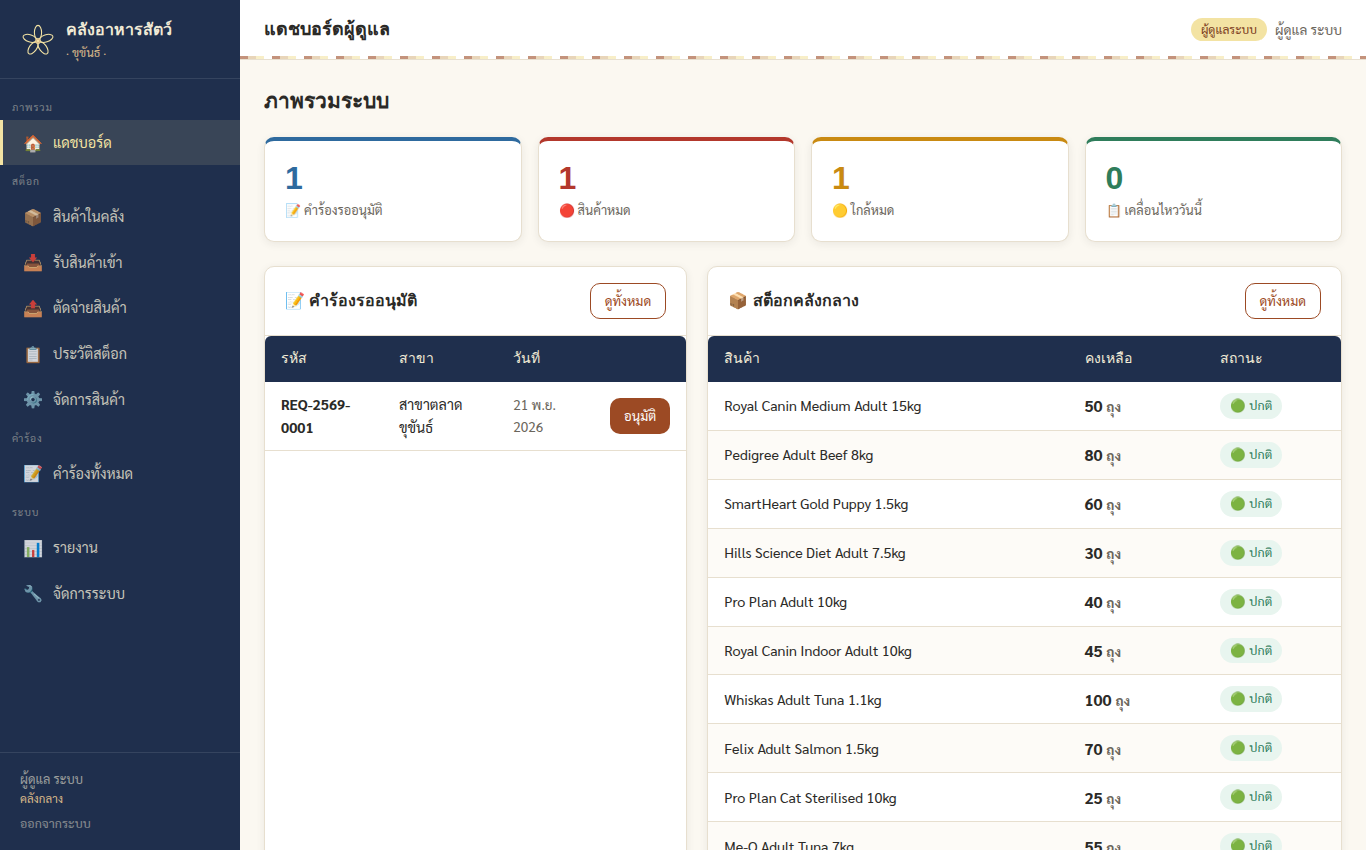 คลังอาหารสัตว์
· ขุขันธ์ ·
ภาพรวม
แดชบอร์ด
สต็อก
สินค้าในคลัง
รับสินค้าเข้า
ตัดจ่ายสินค้า
ประวัติสต็อก
จัดการสินค้า
คำร้อง
คำร้องทั้งหมด
ระบบ
รายงาน
จัดการระบบ
ผู้ดูแล ระบบ
คลังกลาง
ออกจากระบบ
แดชบอร์ดผู้ดูแล
ผู้ดูแลระบบ ผู้ดูแล ระบบ
ภาพรวมระบบ
1
คำร้องรออนุมัติ
1
สินค้าหมด
1
ใกล้หมด
0
เคลื่อนไหววันนี้
คำร้องรออนุมัติ ดูทั้งหมด
รหัส สาขา วันที่
REQ-2569-0001 สาขาตลาดขุขันธ์ 21 พ.ย. 2026 อนุมัติ
สต็อกคลังกลาง ดูทั้งหมด
สินค้า คงเหลือ สถานะ
Royal Canin Medium Adult 15kg 50 ถุง ปกติ
Pedigree Adult Beef 8kg 80 ถุง ปกติ
SmartHeart Gold Puppy 1.5kg 60 ถุง ปกติ
Hills Science Diet Adult 7.5kg 30 ถุง ปกติ
Pro Plan Adult 10kg 40 ถุง ปกติ
Royal Canin Indoor Adult 10kg 45 ถุง ปกติ
Whiskas Adult Tuna 1.1kg 100 ถุง ปกติ
Felix Adult Salmon 1.5kg 70 ถุง ปกติ
Pro Plan Cat Sterilised 10kg 25 ถุง ปกติ
Me-O Adult Tuna 7kg 55 ถุง ปกติ